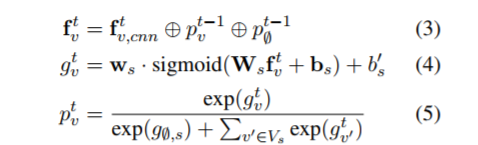 f_v^t = f_{v,cnn}^t ⊕ p_v^{t−1} ⊕ p_∅^{t−1} (3)
g_v^t = w_s · sigmoid(W_s f_v^t + b_s) + b′_s (4)
p_v^t = exp(g_v^t) / (exp(g_{∅,s}) + ∑_{v′∈V_s} exp(g_{v′}^t)) (5)